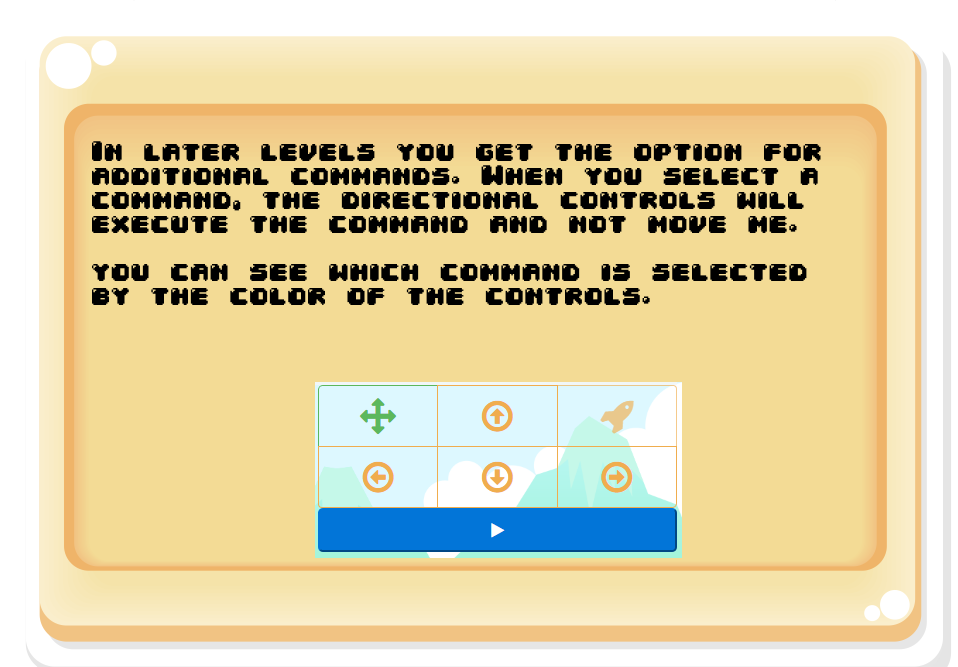 In later levels you get the option for
additional commands. When you select a
command, the directional controls will
execute the command and not move me.
you can see which command is selected
by the color of the controls.